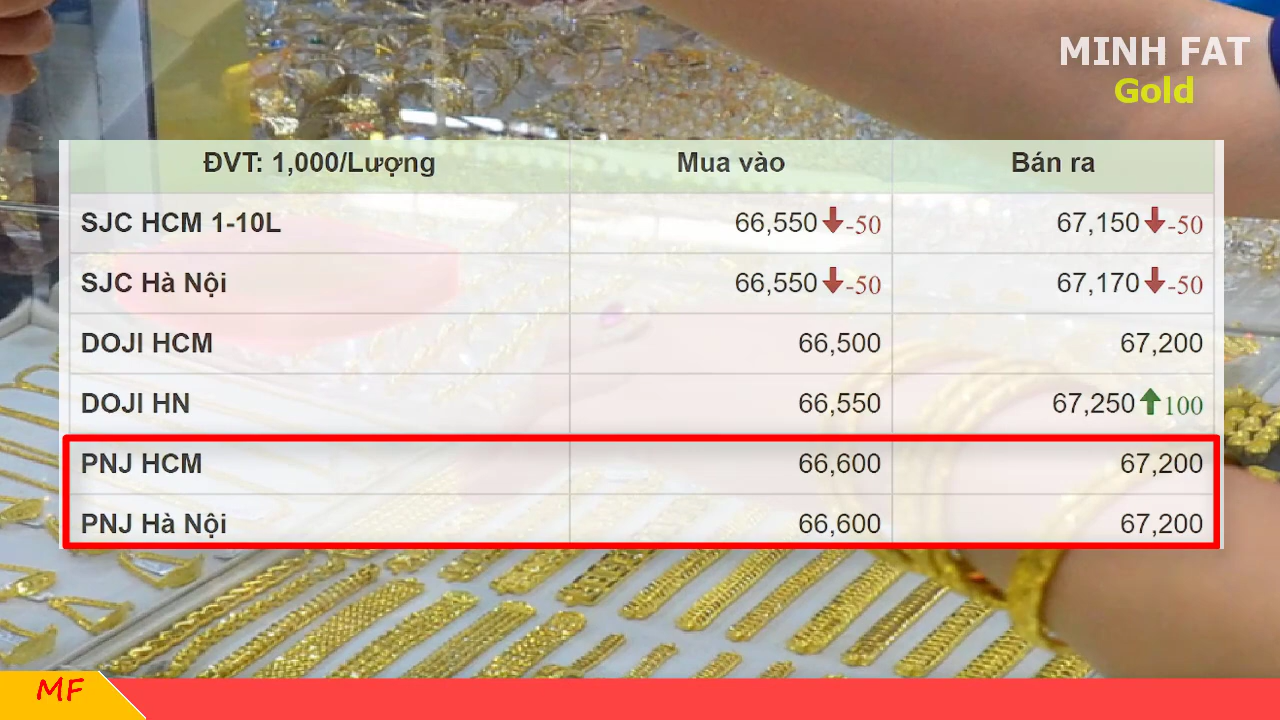 MINH FAT
Gold
ĐVT: 1,000/Lượng Mua vào Bán ra
SJC HCM 1-10L 66,550 -50 67,150 -50
SJC Hà Nội 66,550 -50 67,170 -50
DOJI HCM 66,500 67,200
DOJI HN 66,550 67,250 100
PNJ HCM 66,600 67,200
PNJ Hà Nội 66,600 67,200
MF